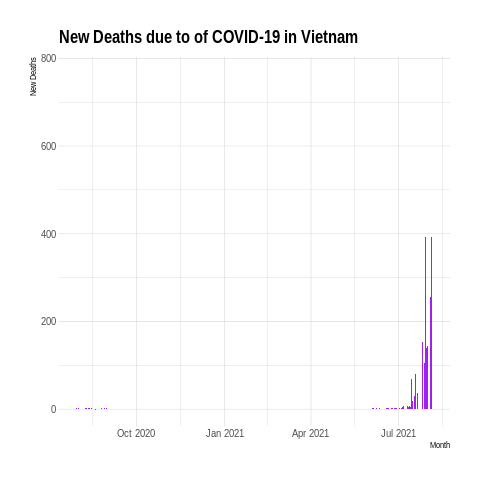 New Deaths due to of COVID-19 in Vietnam
New Deaths
800
600
400
200
0
Oct 2020 Jan 2021 Apr 2021 Jul 2021
Month